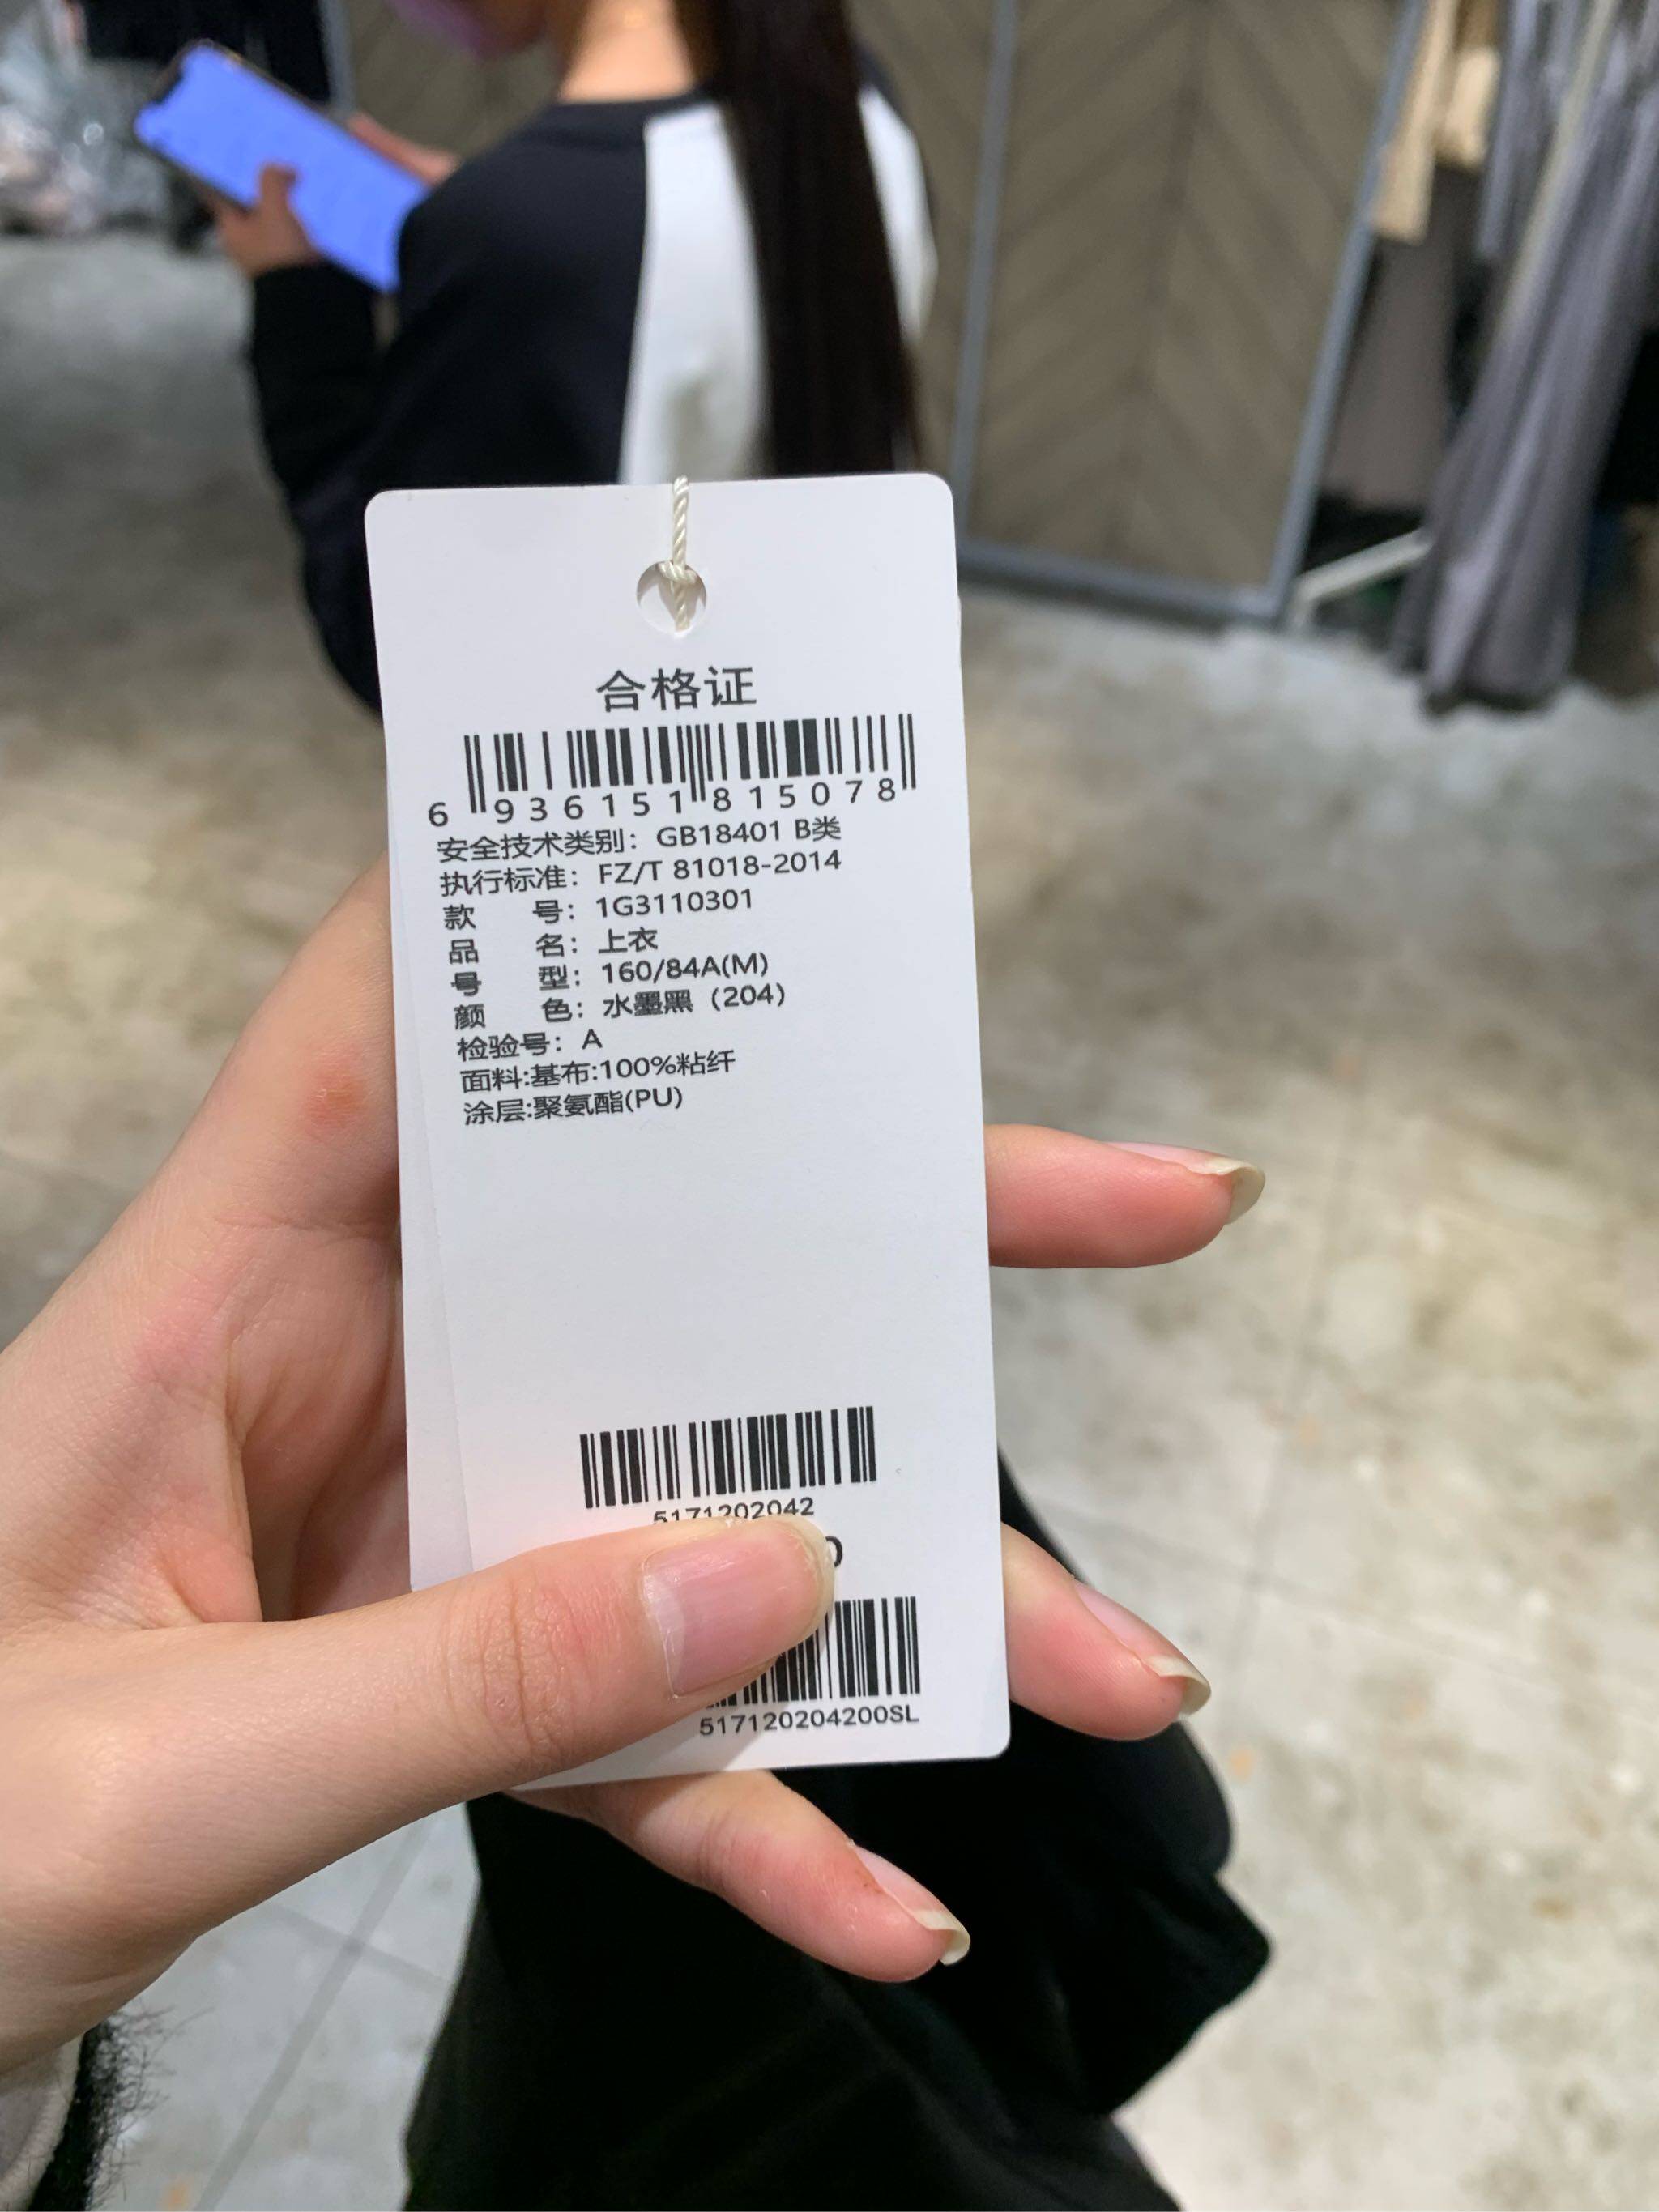 合格证
6 936151 815078
安全技术类别：GB18401 B类
执行标准：FZ/T 81018-2014
款 号：1G3110301
品 名：上衣
号 型：160/84A(M)
颜 色：水墨黑（204）
检验号：A
面料:基布:100%粘纤
涂层:聚氨酯(PU)
5171202042
517120204200SL